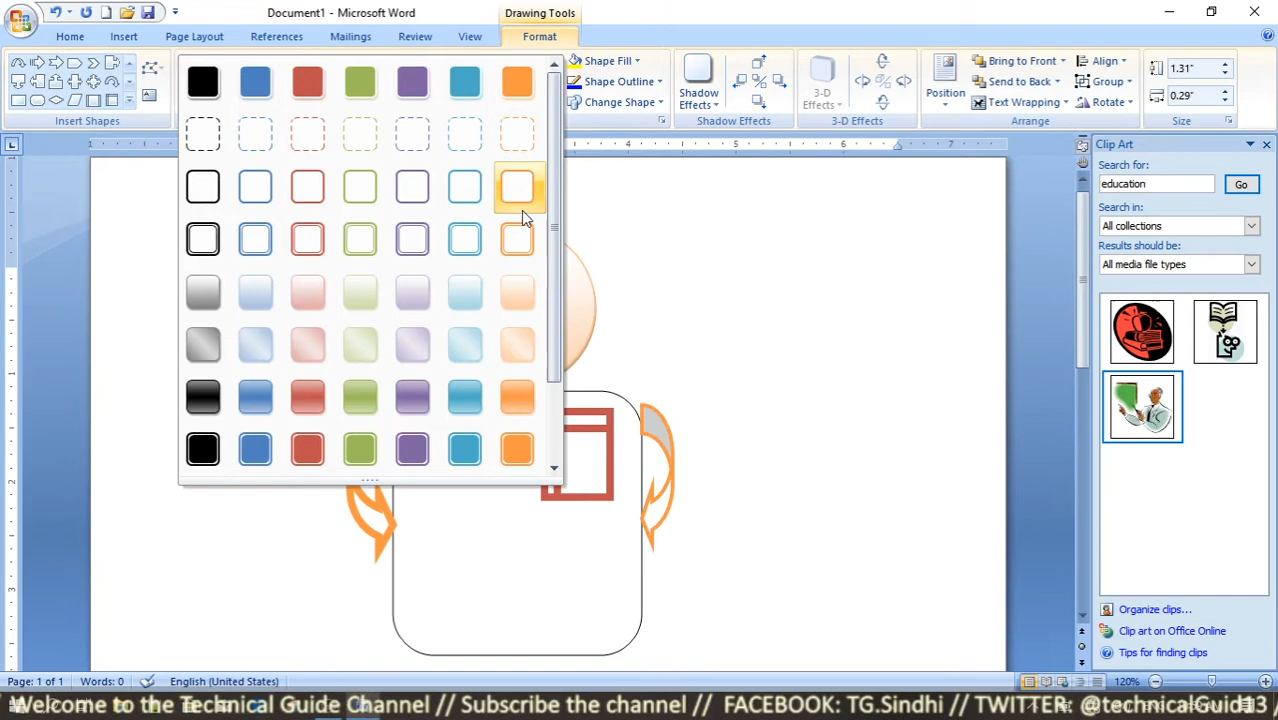 Document1 - Microsoft Word
Drawing Tools
Home
Insert
Page Layout
References
Mailings
Review
View
Format
Shape Fill
Shape Outline
Change Shape
Shadow Effects
3-D Effects
Position
Bring to Front
Send to Back
Text Wrapping
Align
Group
Rotate
1.31"
0.29"
Insert Shapes
Shadow Effects
3-D Effects
Arrange
Size
Clip Art
Search for:
education
Go
Search in:
All collections
Results should be:
All media file types
Organize clips...
Clip art on Office Online
Tips for finding clips
Page: 1 of 1
Words: 0
English (United States)
120%
Welcome to the Technical Guide Channel // Subscribe the channel // FACEBOOK: TG.Sindhi // TWITTER: @technicalguid13